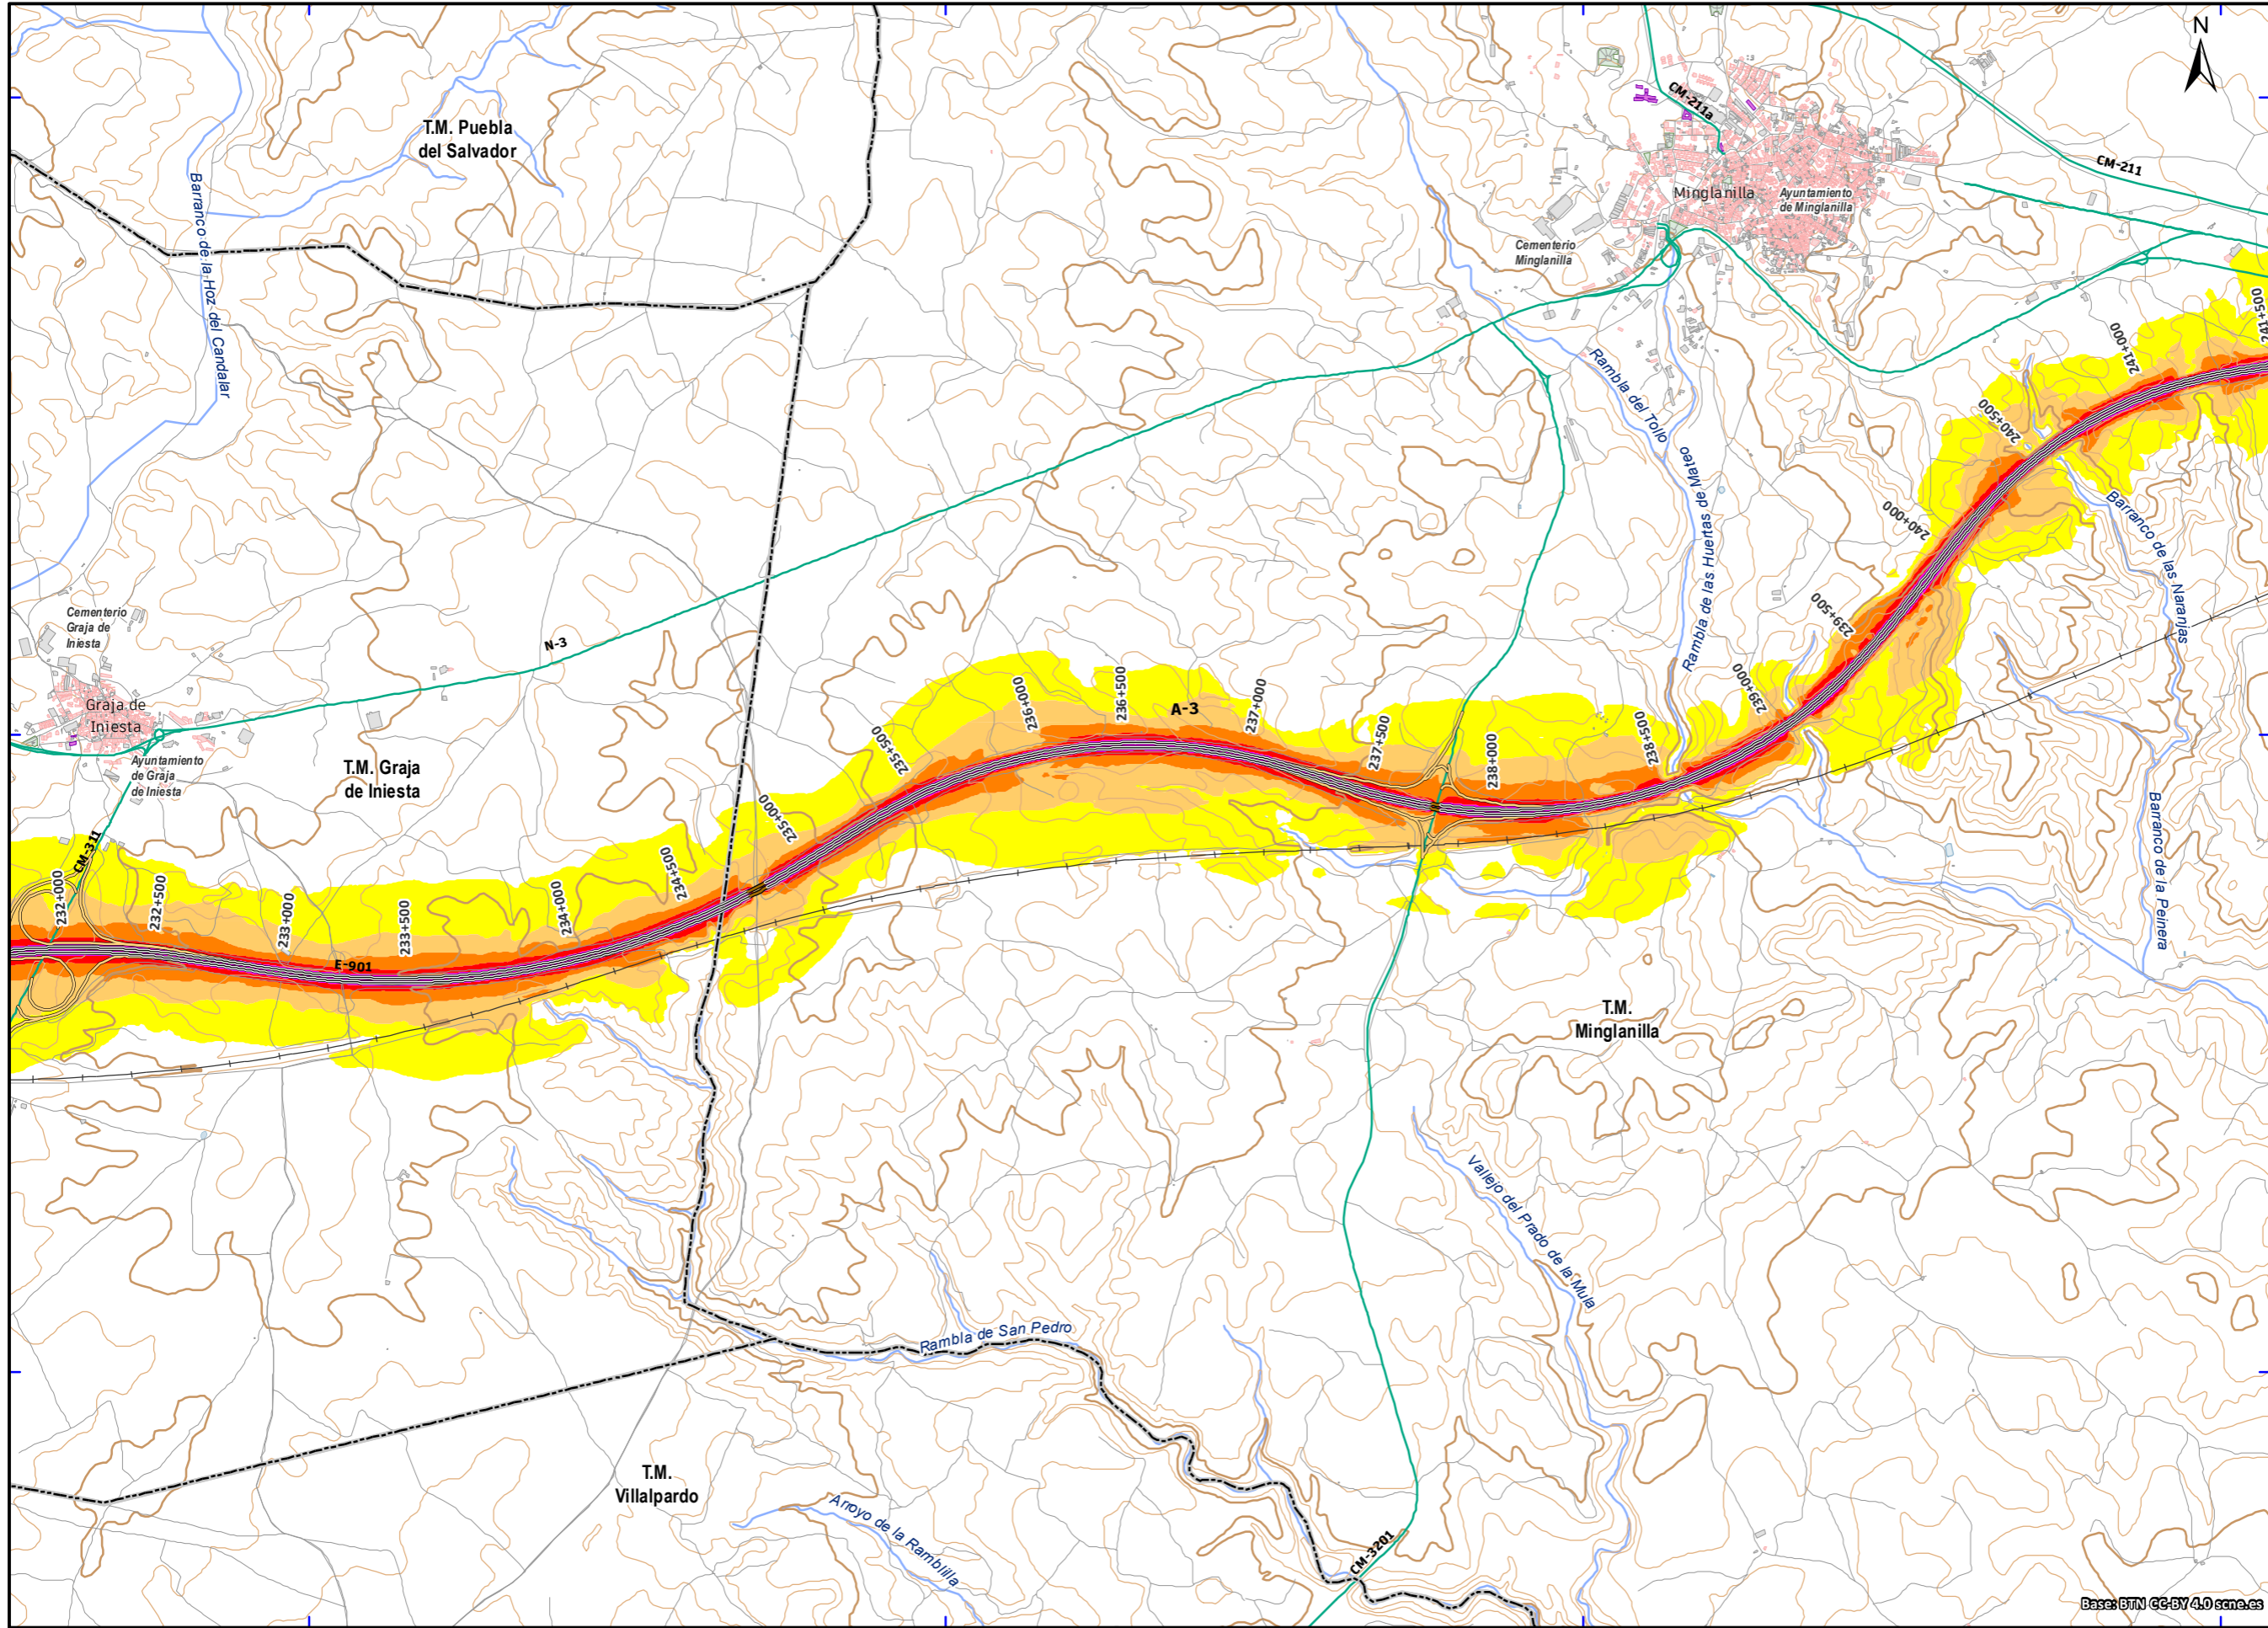 N
CM-211a
CM-211
T.M. Puebla
del Salvador
Barranco de la Hoz del Candalar
Minglanilla
Ayuntamiento
de Minglanilla
Cementerio
Minglanilla
241+500
241+000
240+500
240+000
239+500
239+000
238+500
238+000
237+500
237+000
236+500
236+000
235+500
235+000
234+500
234+000
233+500
233+000
232+500
232+000
Rambla del Tollo
Rambla de las Huertas de Mateo
Barranco de las Naranjas
Barranco de la Peinera
Cementerio
Graja de
Iniesta
N-3
Graja de
Iniesta
A-3
Ayuntamiento
de Graja
de Iniesta
T.M. Graja
de Iniesta
CM-311
E-901
T.M.
Minglanilla
Vallejo del Prado de la Mula
Rambla de San Pedro
T.M.
Villalpardo
Arroyo de la Ramblilla
CM-3201
Base: BTN CC-BY 4.0 scne.es